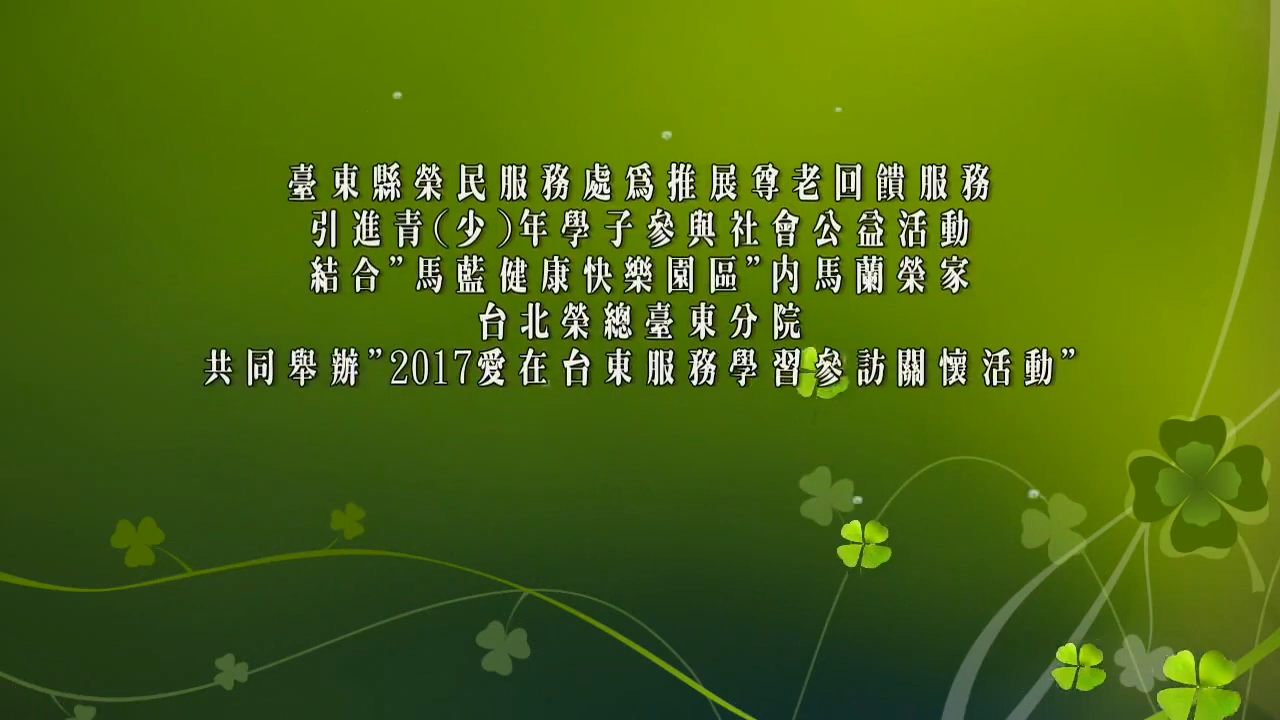 臺東縣榮民服務處爲推展尊老回饋服務
引進青(少)年學子參與社會公益活動
結合”馬藍健康快樂園區”內馬蘭榮家
台北榮總臺東分院
共同舉辦”2017愛在台東服務學習參訪關懷活動”